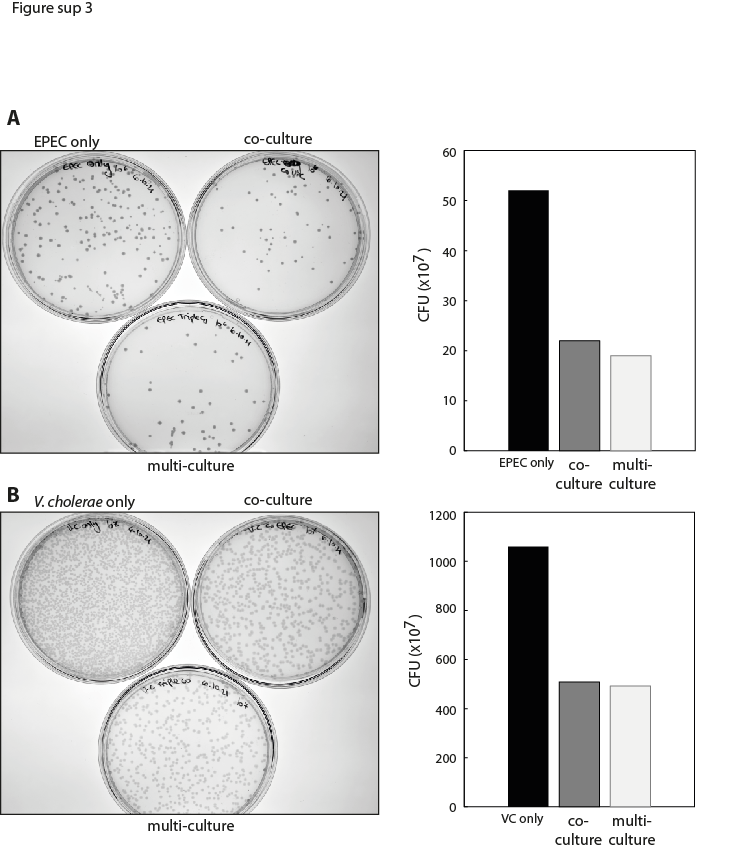 Figure sup 3
A
EPEC only
co-culture
EPEC only
multi-culture
CFU (x10⁷)
60
50
40
30
20
10
0
EPEC only
co-
culture
multi-
culture
B
V. cholerae only
co-culture
multi-culture
CFU (x10⁷)
1200
1000
800
600
400
200
0
VC only
co-
culture
multi-
culture